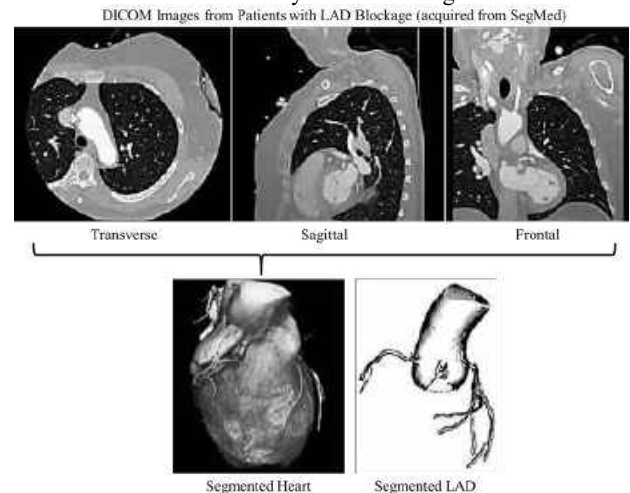 DICOM Images from Patients with LAD Blockage (acquired from SegMed)
Transverse
Sagittal
Frontal
Segmented Heart
Segmented LAD